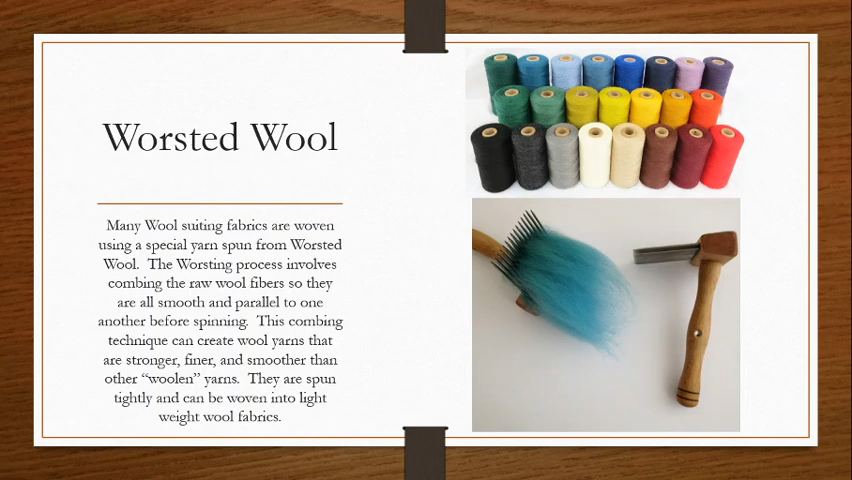 Worsted Wool
Many Wool suiting fabrics are woven
using a special yarn spun from Worsted
Wool.  The Worsting process involves
combing the raw wool fibers so they
are all smooth and parallel to one
another before spinning.  This combing
technique can create wool yarns that
are stronger, finer, and smoother than
other “woolen” yarns.  They are spun
tightly and can be woven into light
weight wool fabrics.